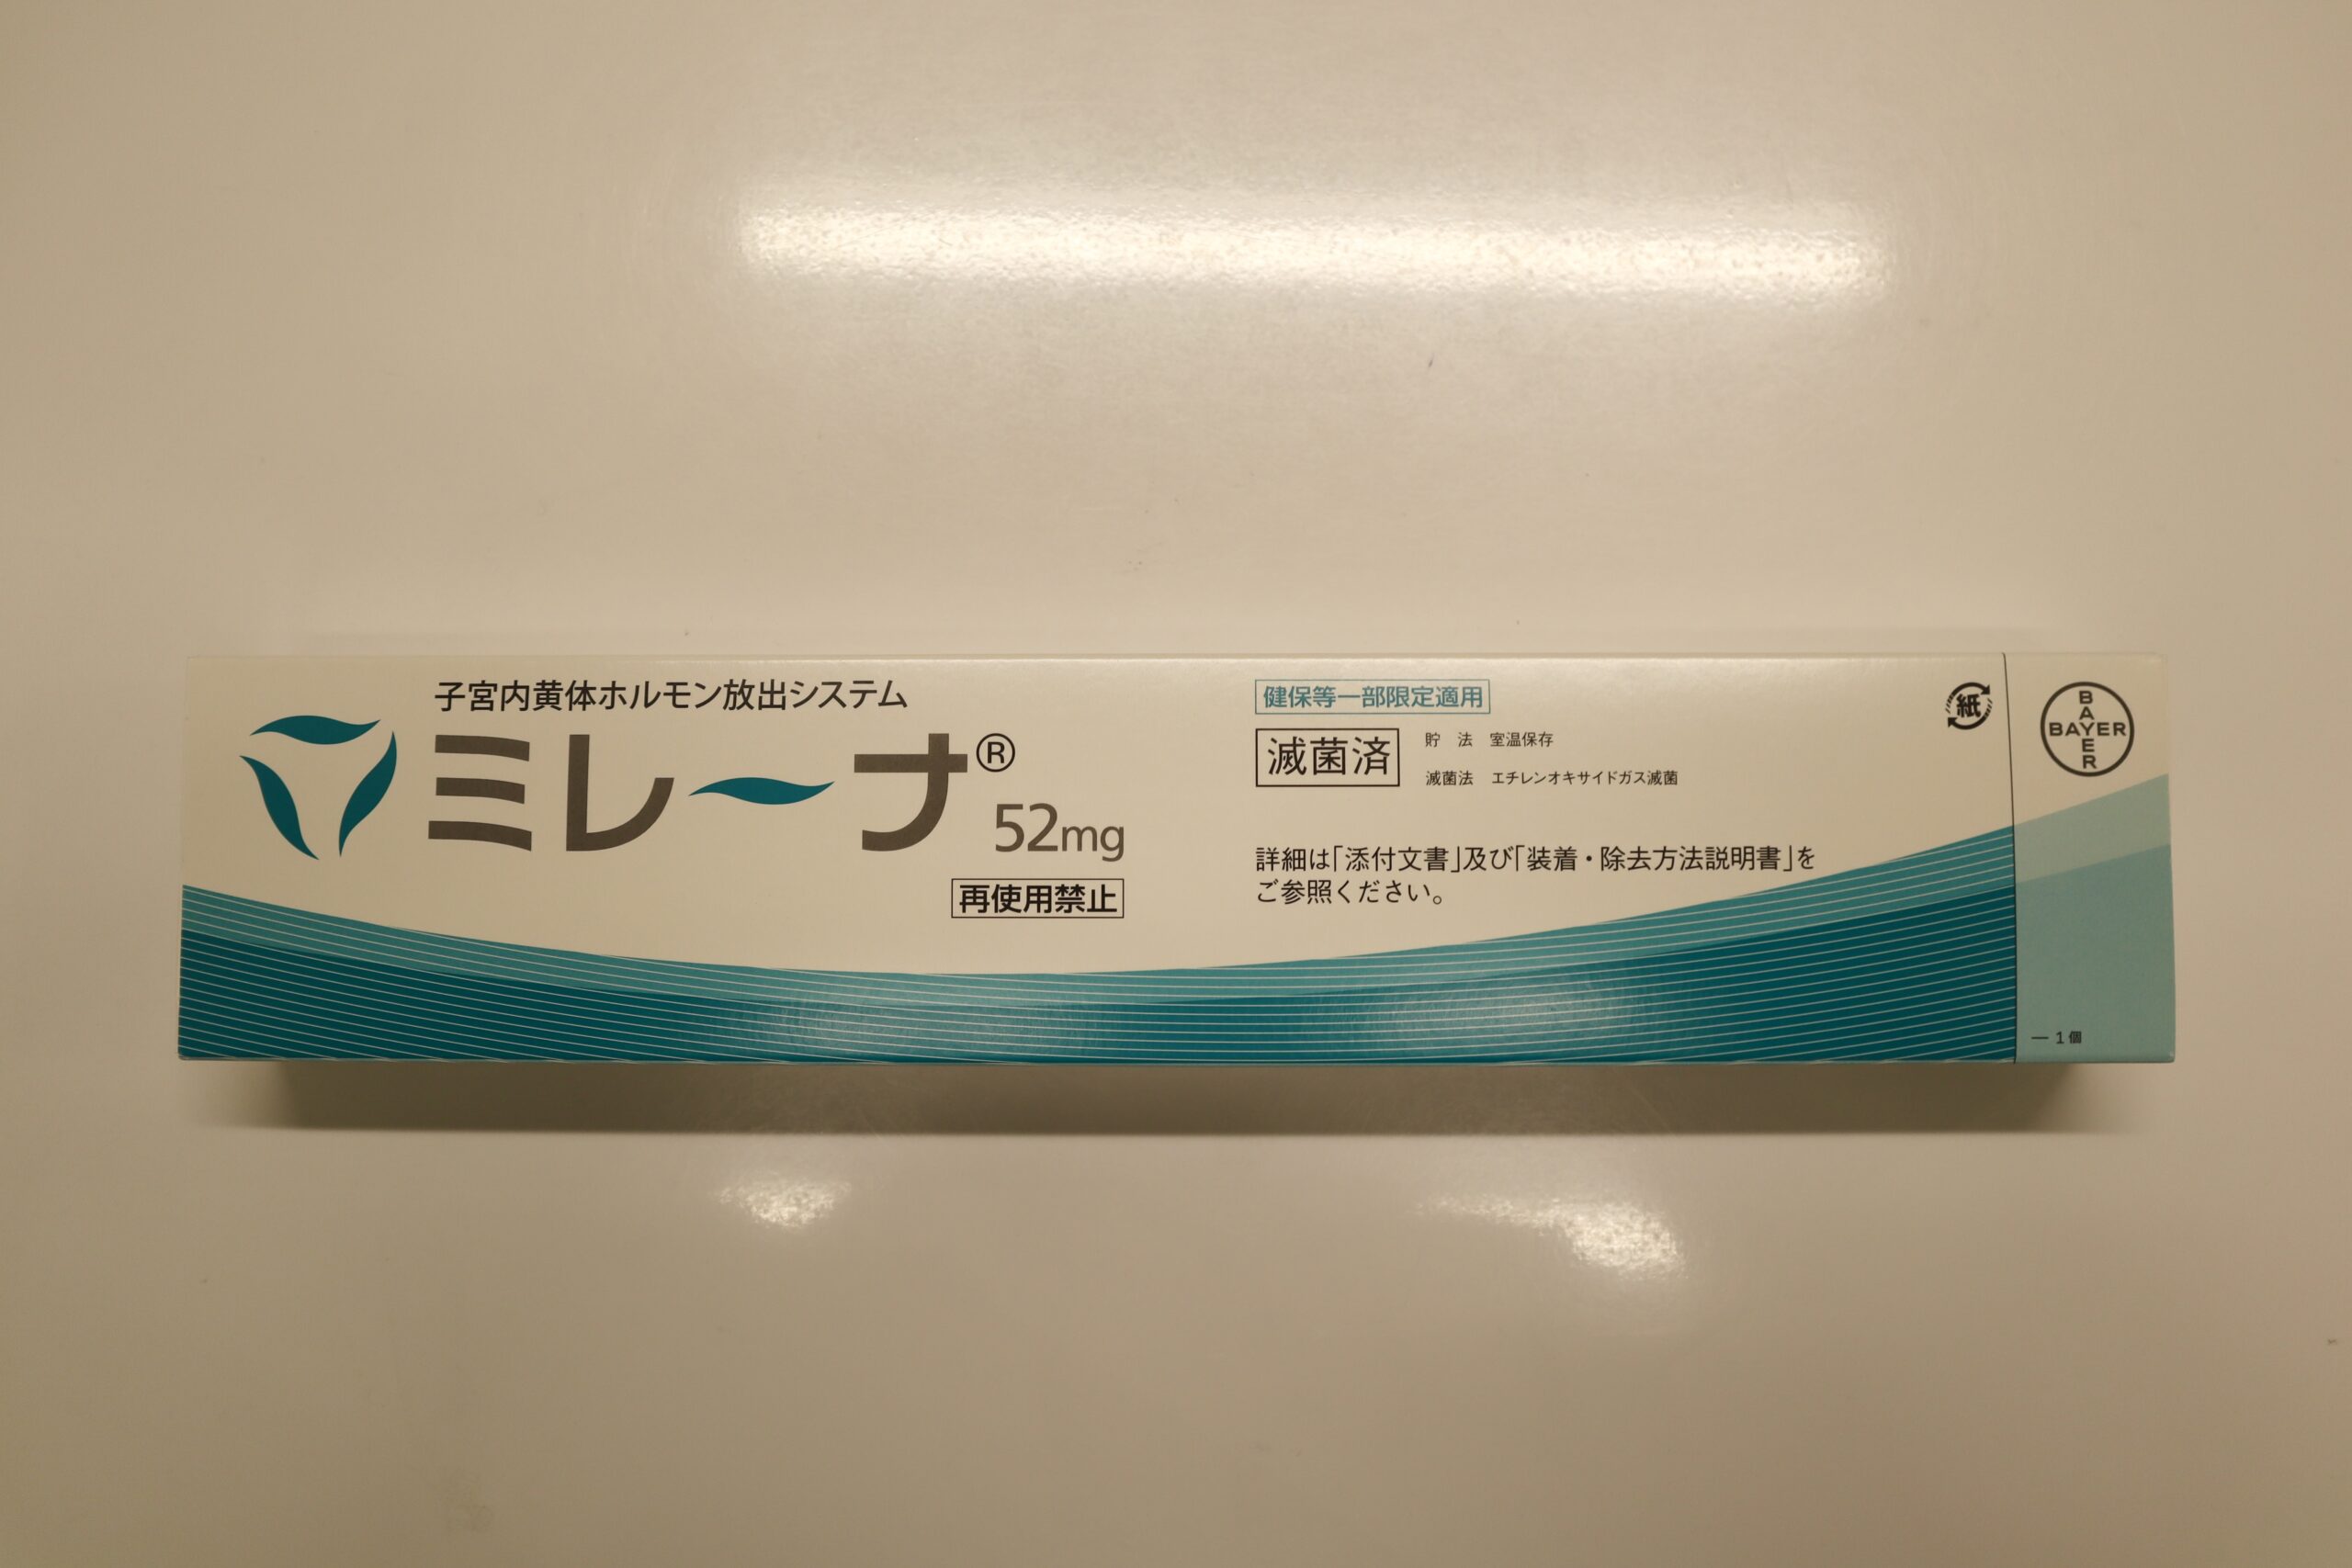 子宮内黄体ホルモン放出システム
ミレーナ®
52mg
再使用禁止
健保等一部限定適用
滅菌済
貯 法 室温保存
滅菌法 エチレンオキサイドガス滅菌
詳細は「添付文書」及び「装着・除去方法説明書」を
ご参照ください。
紙
BAYER
BAYER
1個